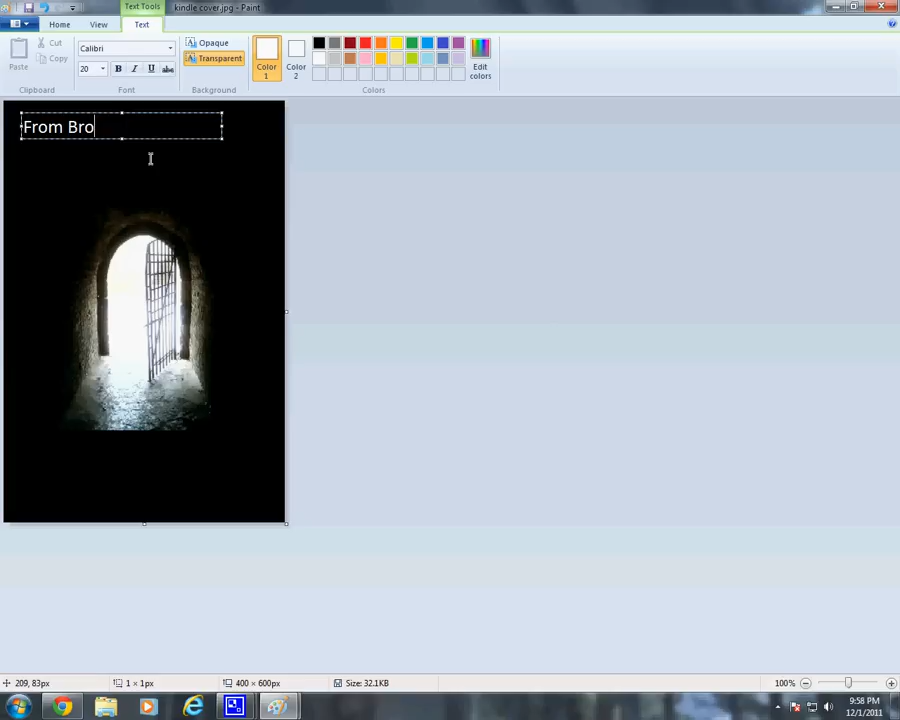 Text Tools
kindle cover.jpg - Paint
Home
View
Text
Paste
Cut
Copy
Clipboard
Calibri
20
B
I
U
abc
Font
Opaque
Transparent
Background
Color 1
Color 2
Edit colors
Colors
From Bro
209, 83px
1 × 1px
400 × 600px
Size: 32.1KB
100%
9:58 PM
12/1/2011